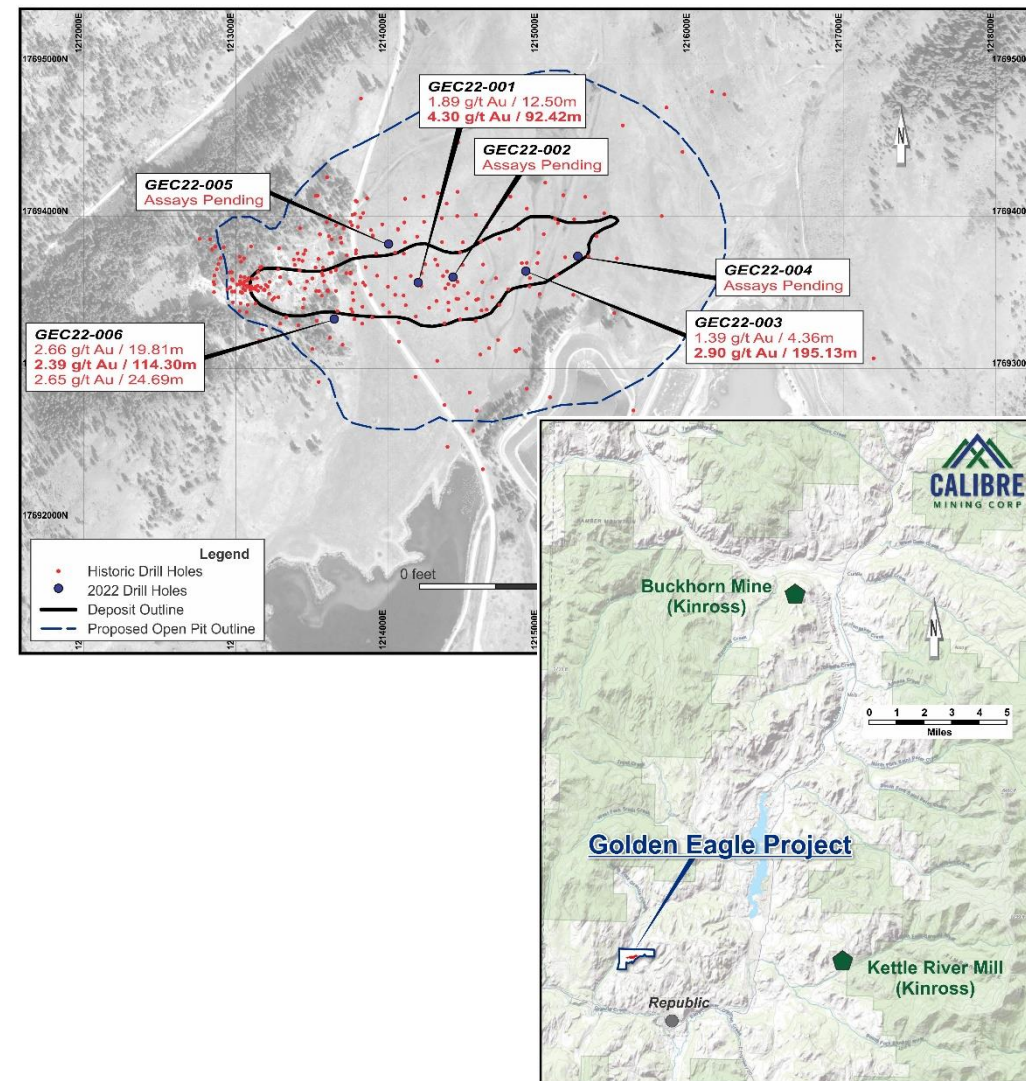 1212000E
1213000E
1214000E
1215000E
1216000E
1217000E
1218000E
17695000N
1769500
GEC22-001
1.89 g/t Au / 12.50m
4.30 g/t Au / 92.42m
GEC22-002
Assays Pending
GEC22-005
Assays Pending
17694000N
1769400
GEC22-004
Assays Pending
GEC22-003
1.39 g/t Au / 4.36m
2.90 g/t Au / 195.13m
GEC22-006
2.66 g/t Au / 19.81m
2.39 g/t Au / 114.30m
2.65 g/t Au / 24.69m
1769300
17692000N
Legend
Historic Drill Holes
2022 Drill Holes
Deposit Outline
Proposed Open Pit Outline
0 feet
1214000E
1215000E
N
CALIBRE
MINING CORP
Buckhorn Mine
(Kinross)
N
0 1 2 3 4 5
Miles
Golden Eagle Project
Kettle River Mill
(Kinross)
Republic